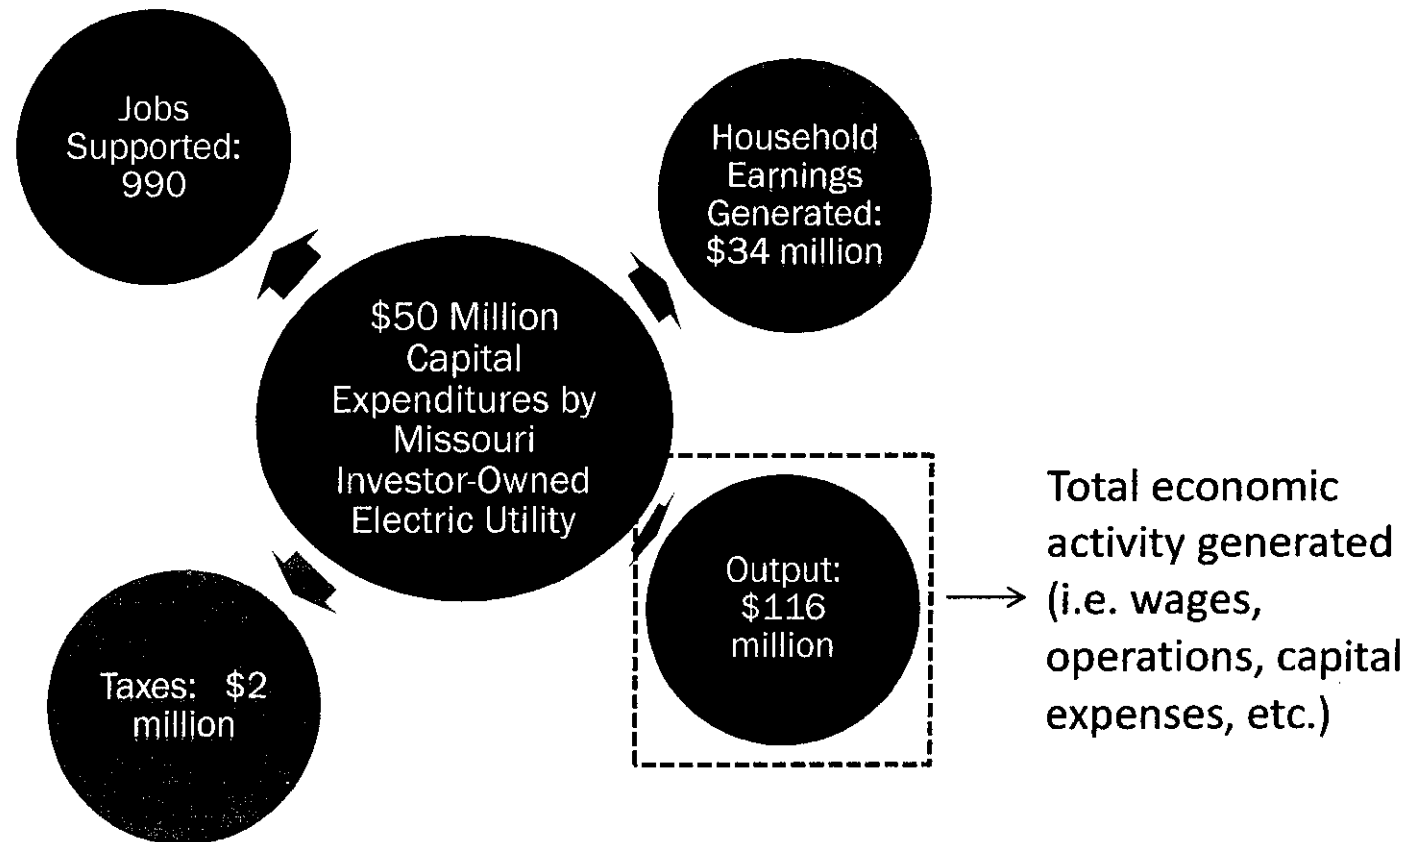 Jobs
Supported:
990
Household
Earnings
Generated:
$34 million
$50 Million
Capital
Expenditures by
Missouri
Investor-Owned
Electric Utility
Output:
$116
million
Total economic
activity generated
(i.e. wages,
operations, capital
expenses, etc.)
Taxes: $2
million